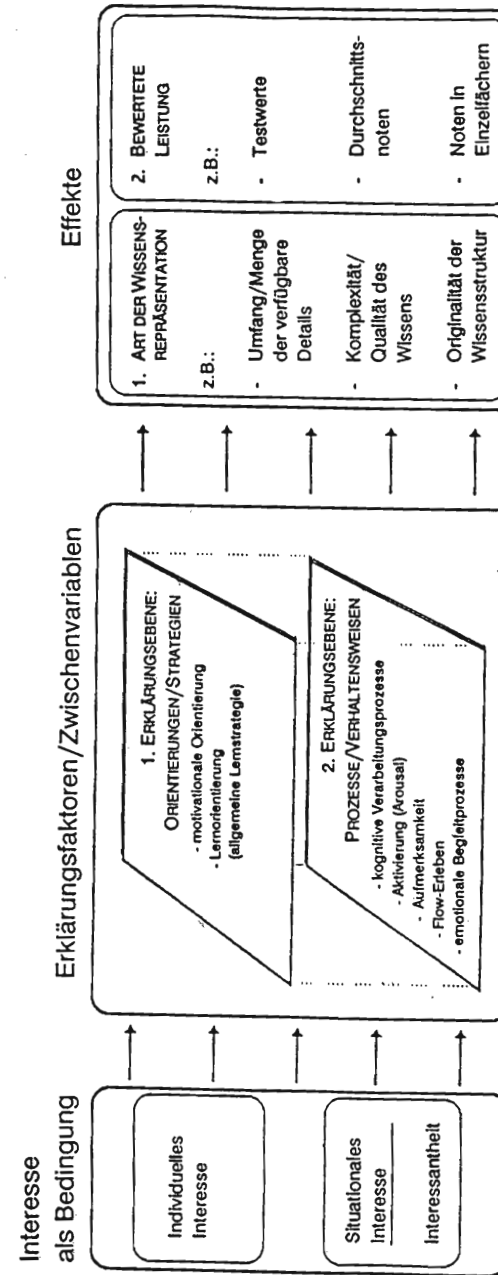 Interesse
als Bedingung
Individuelles
Interesse
Situationales
Interesse
Interessantheit
Erklärungsfaktoren/Zwischenvariablen
1. ERKLÄRUNGSEBENE:
ORIENTIERUNGEN/STRATEGIEN
- motivationale Orientierung
- Lernorientierung
(allgemeine Lernstrategie)
2. ERKLÄRUNGSEBENE:
PROZESSE/VERHALTENSWEISEN
- kognitive Verarbeitungsprozesse
- Aktivierung (Arousal)
- Aufmerksamkeit
- Flow-Erleben
- emotionale Begleitprozesse
Effekte
1. ART DER WISSENS-
REPRÄSENTATION
z.B.:
- Umfang/Menge
der verfügbare
Details
- Komplexität/
Qualität des
Wissens
- Originalität der
Wissensstruktur
2. BEWERTETE
LEISTUNG
z.B.:
- Testwerte
- Durchschnitts-
noten
- Noten in
Einzelfächern